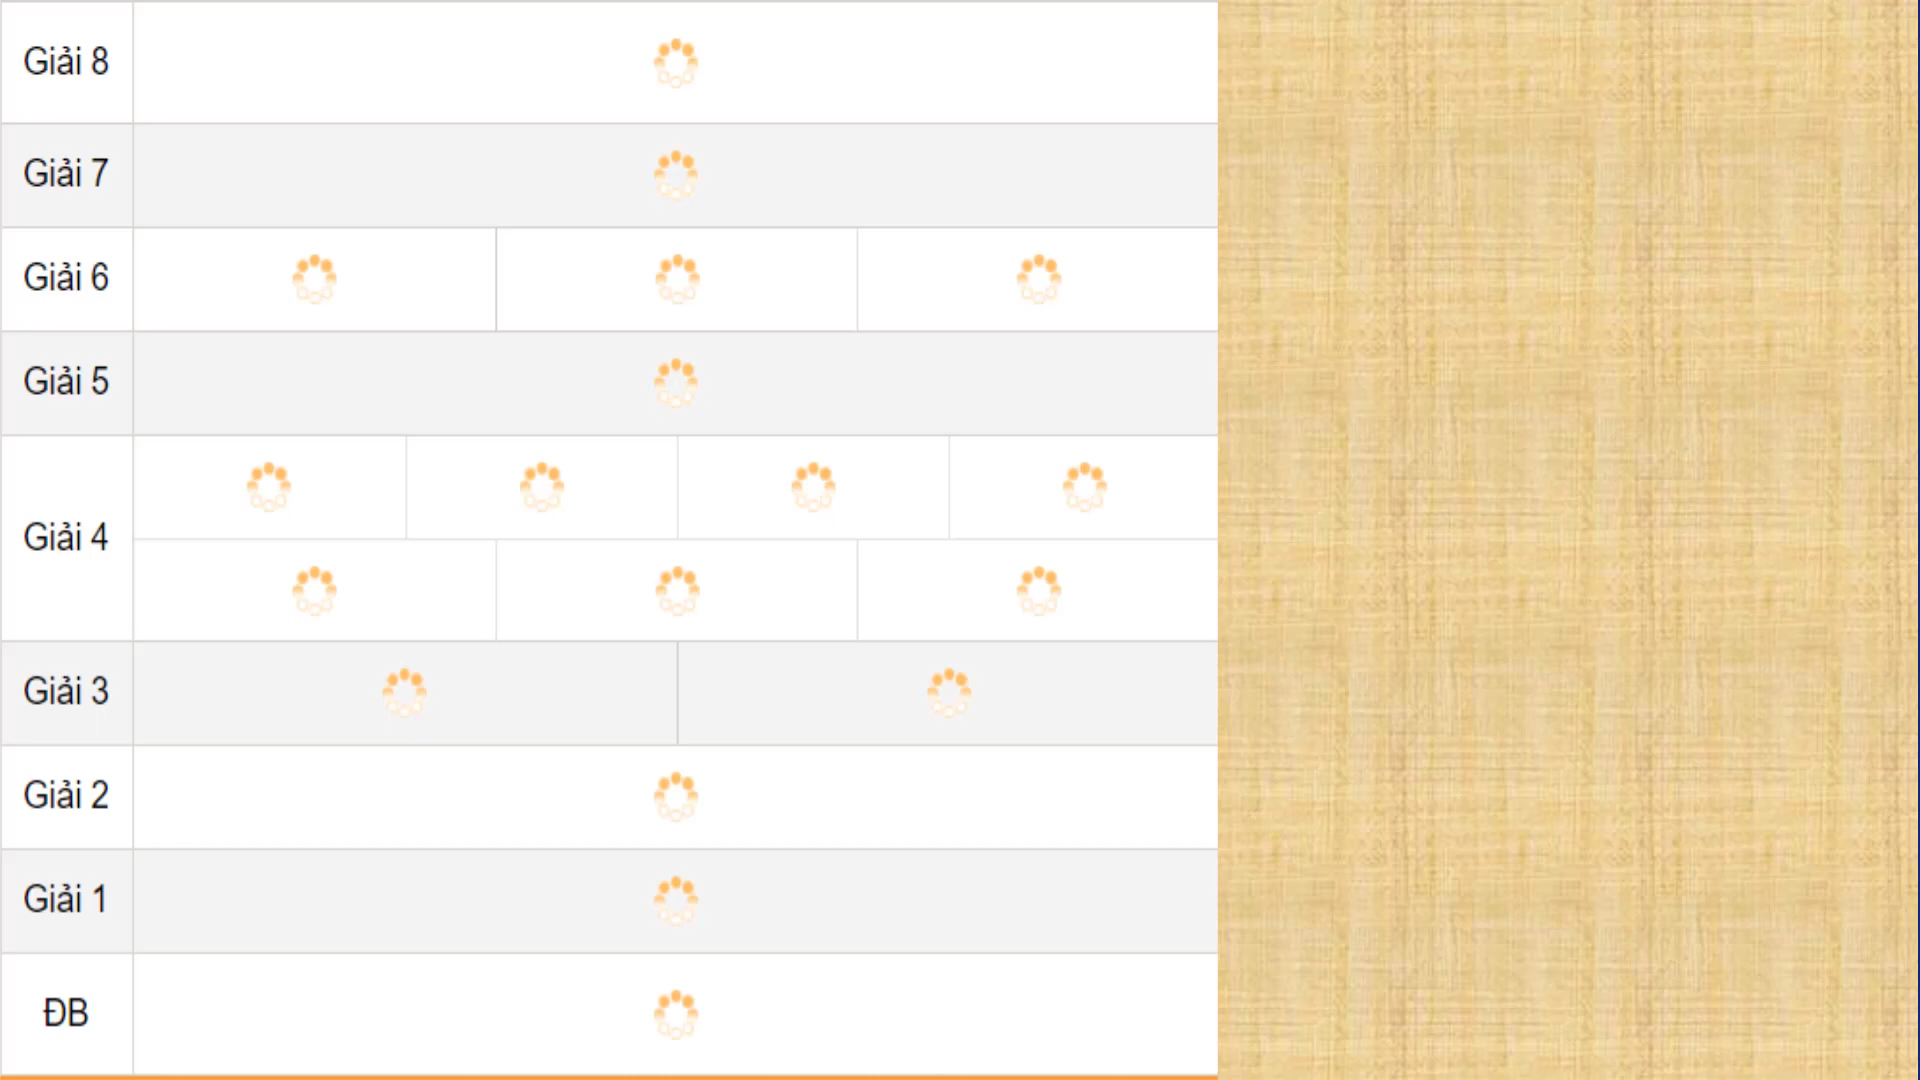 Giải 8
Giải 7
Giải 6
Giải 5
Giải 4
Giải 3
Giải 2
Giải 1
ĐB